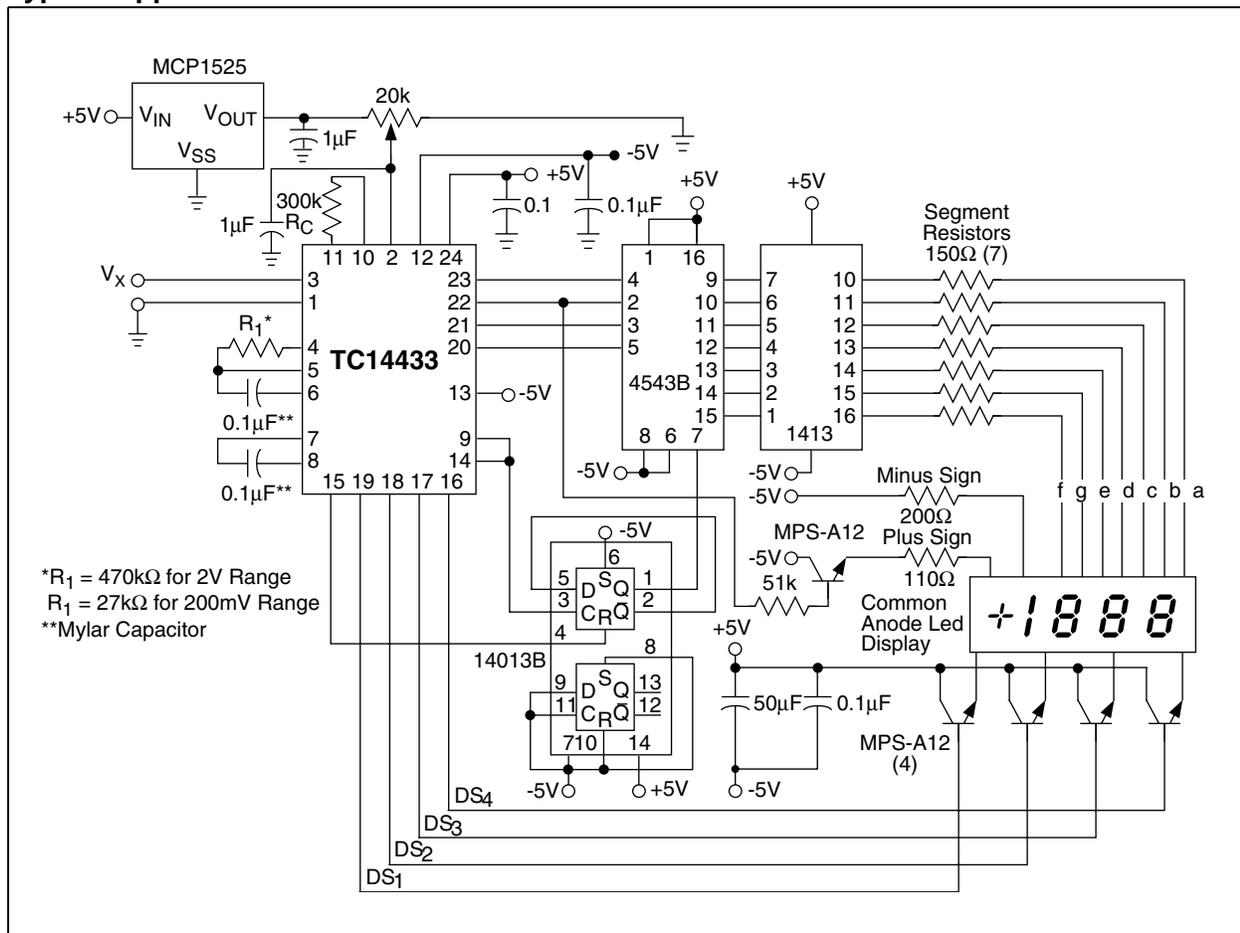 MCP1525
+5V
VIN
VOUT
VSS
1µF
20k
-5V
+5V
0.1
0.1µF
+5V
+5V
300k
RC
1µF
Segment
Resistors
150Ω (7)
11 10 2 12 24
1 16
VX
3
1
R1*
4
5
6
0.1µF**
7
8
0.1µF**
TC14433
23
22
21
20
13
-5V
9
14
15 19 18 17 16
4
2
3
5
4543B
9
10
11
12
13
14
15
8 6 7
-5V
7
6
5
4
3
2
1
1413
10
11
12
13
14
15
16
-5V
-5V
Minus Sign
200Ω
f g e d c b a
MPS-A12
Plus Sign
-5V
110Ω
51k
-5V
6
5
D S Q
1
3
C R Q
2
4
14013B
8
9
D S Q
13
11
C R Q
12
7 10 14
-5V
+5V
*R1 = 470kΩ for 2V Range
R1 = 27kΩ for 200mV Range
**Mylar Capacitor
Common
Anode Led
Display
+1888
+5V
50µF
0.1µF
-5V
MPS-A12
(4)
DS4
DS3
DS2
DS1